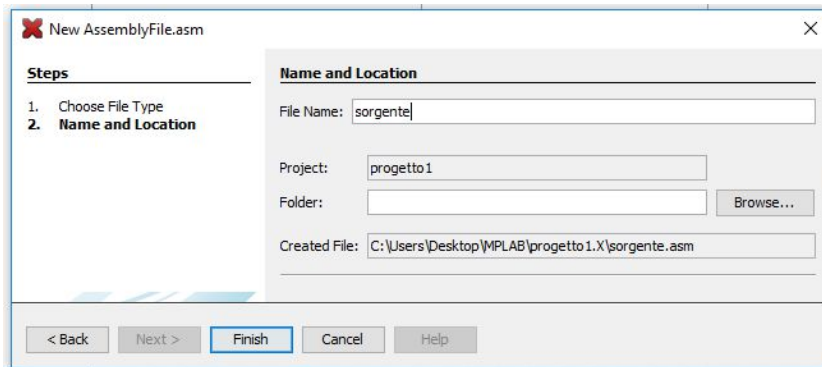 New AssemblyFile.asm
Steps
1. Choose File Type
2. Name and Location
Name and Location
File Name: sorgente
Project: progetto1
Folder:
Browse...
Created File: C:\Users\Desktop\MPLAB\progetto1.X\sorgente.asm
< Back
Next >
Finish
Cancel
Help